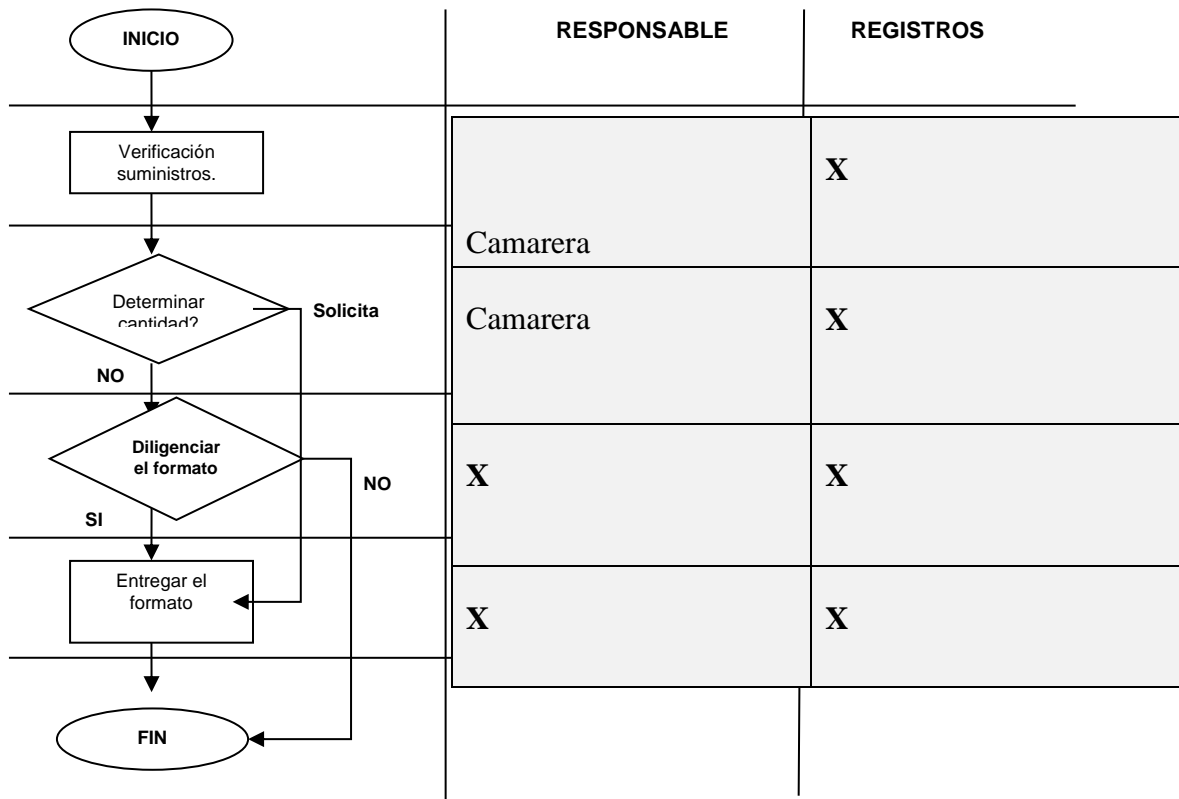 INICIO
RESPONSABLE
REGISTROS
Verificación
suministros.
X
Camarera
Determinar
cantidad?
Solicita
Camarera
X
NO
Diligenciar
el formato
NO
X
X
SI
Entregar el
formato
X
X
FIN